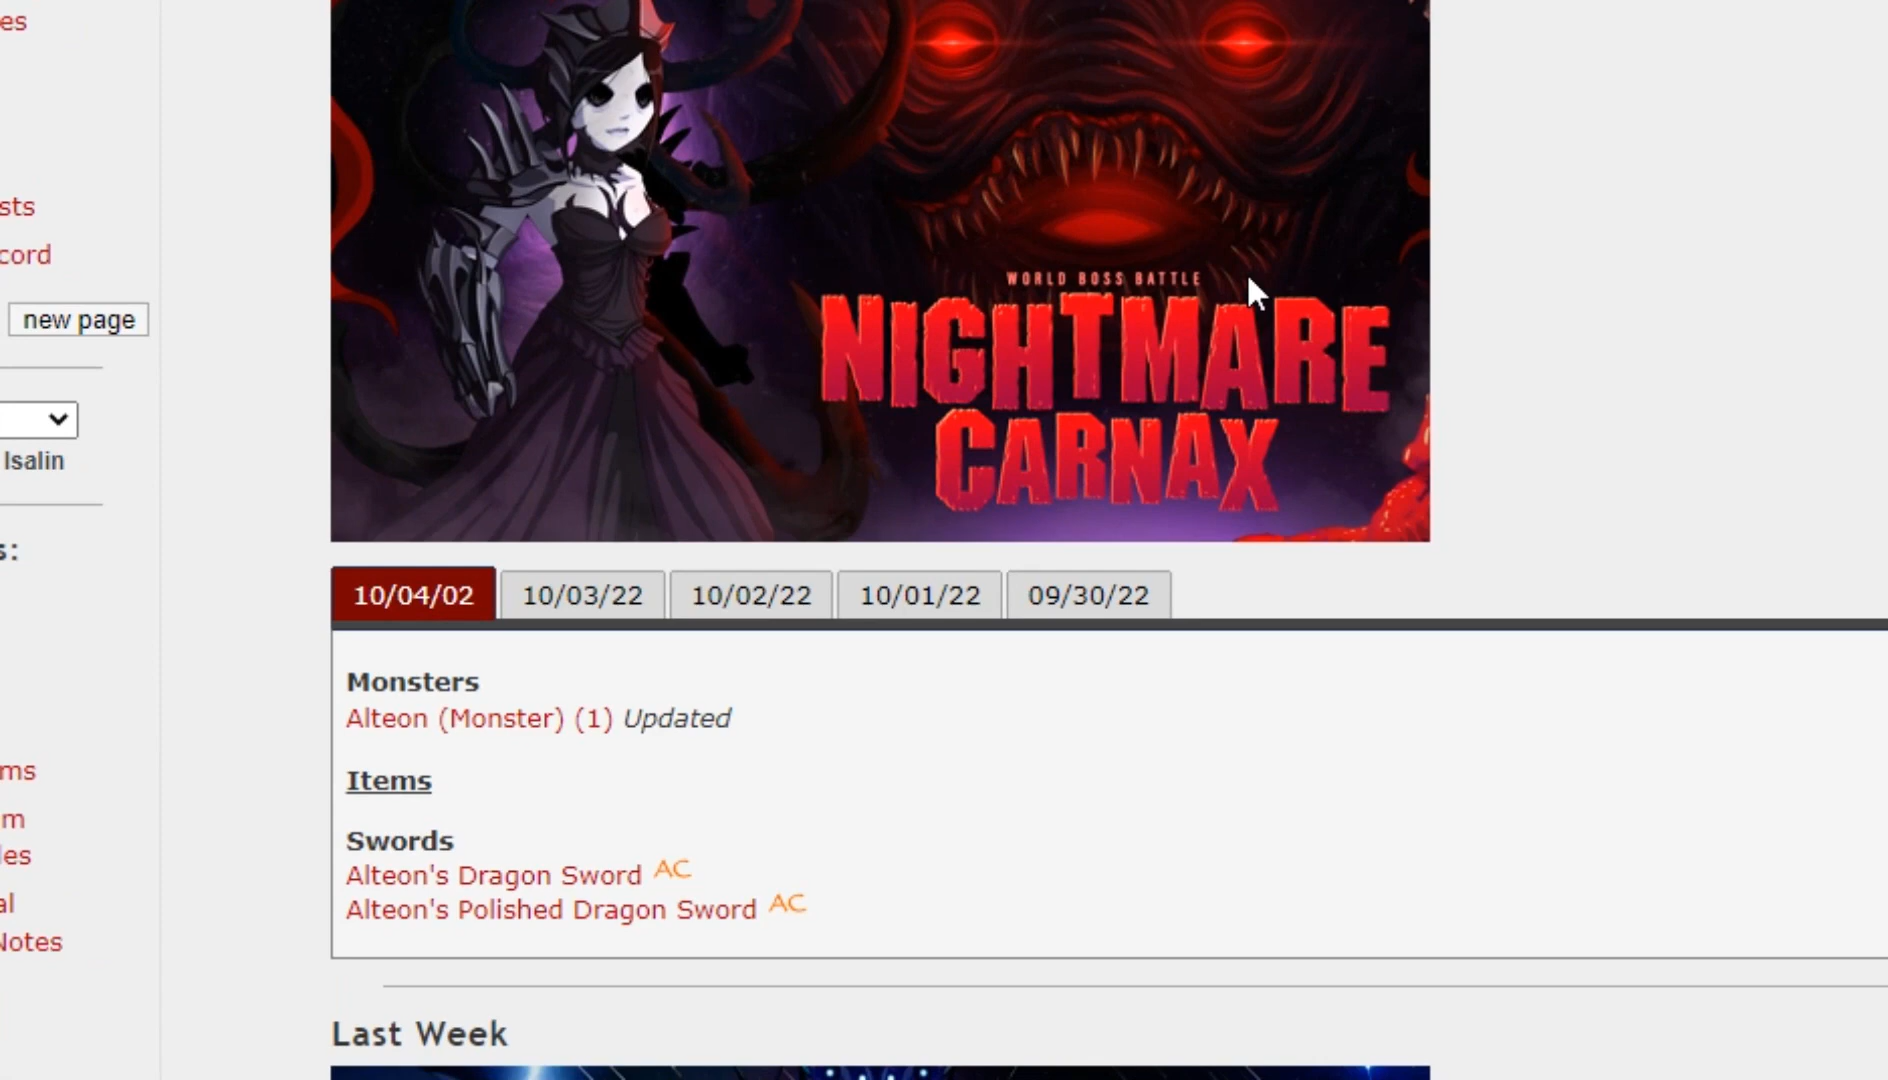 es
sts
cord
new page
Isalin
s:
ms
m
les
al
Notes
WORLD BOSS BATTLE
NIGHTMARE
CARNAX
10/04/02 10/03/22 10/02/22 10/01/22 09/30/22
Monsters
Alteon (Monster) (1) Updated
Items
Swords
Alteon's Dragon Sword AC
Alteon's Polished Dragon Sword AC
Last Week